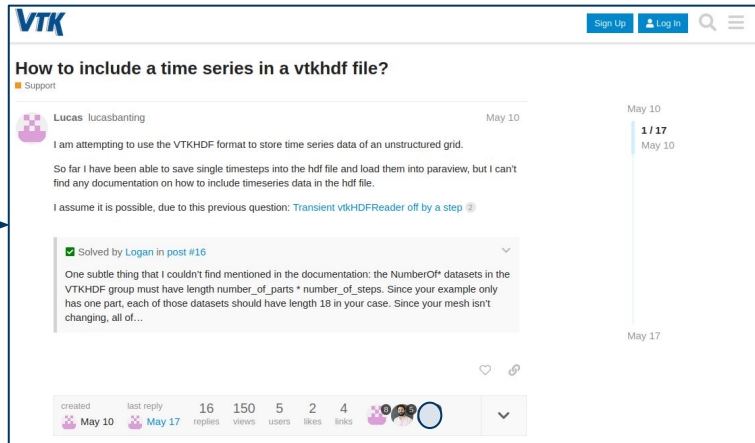 VTK
Sign Up
Log In
How to include a time series in a vtkhdf file?
Support
Lucas lucasbanting
May 10
I am attempting to use the VTKHDF format to store time series data of an unstructured grid.
So far I have been able to save single timesteps into the hdf file and load them into paraview, but I can't
find any documentation on how to include timeseries data in the hdf file.
I assume it is possible, due to this previous question: Transient vtkHDFReader off by a step 2
Solved by Logan in post #16
One subtle thing that I couldn't find mentioned in the documentation: the NumberOf* datasets in the
VTKHDF group must have length number_of_parts * number_of_steps. Since your example only
has one part, each of those datasets should have length 18 in your case. Since your mesh isn't
changing, all of…
created
May 10
last reply
May 17
16
replies
150
views
5
users
2
likes
4
links
8
5
May 10
1 / 17
May 10
May 17